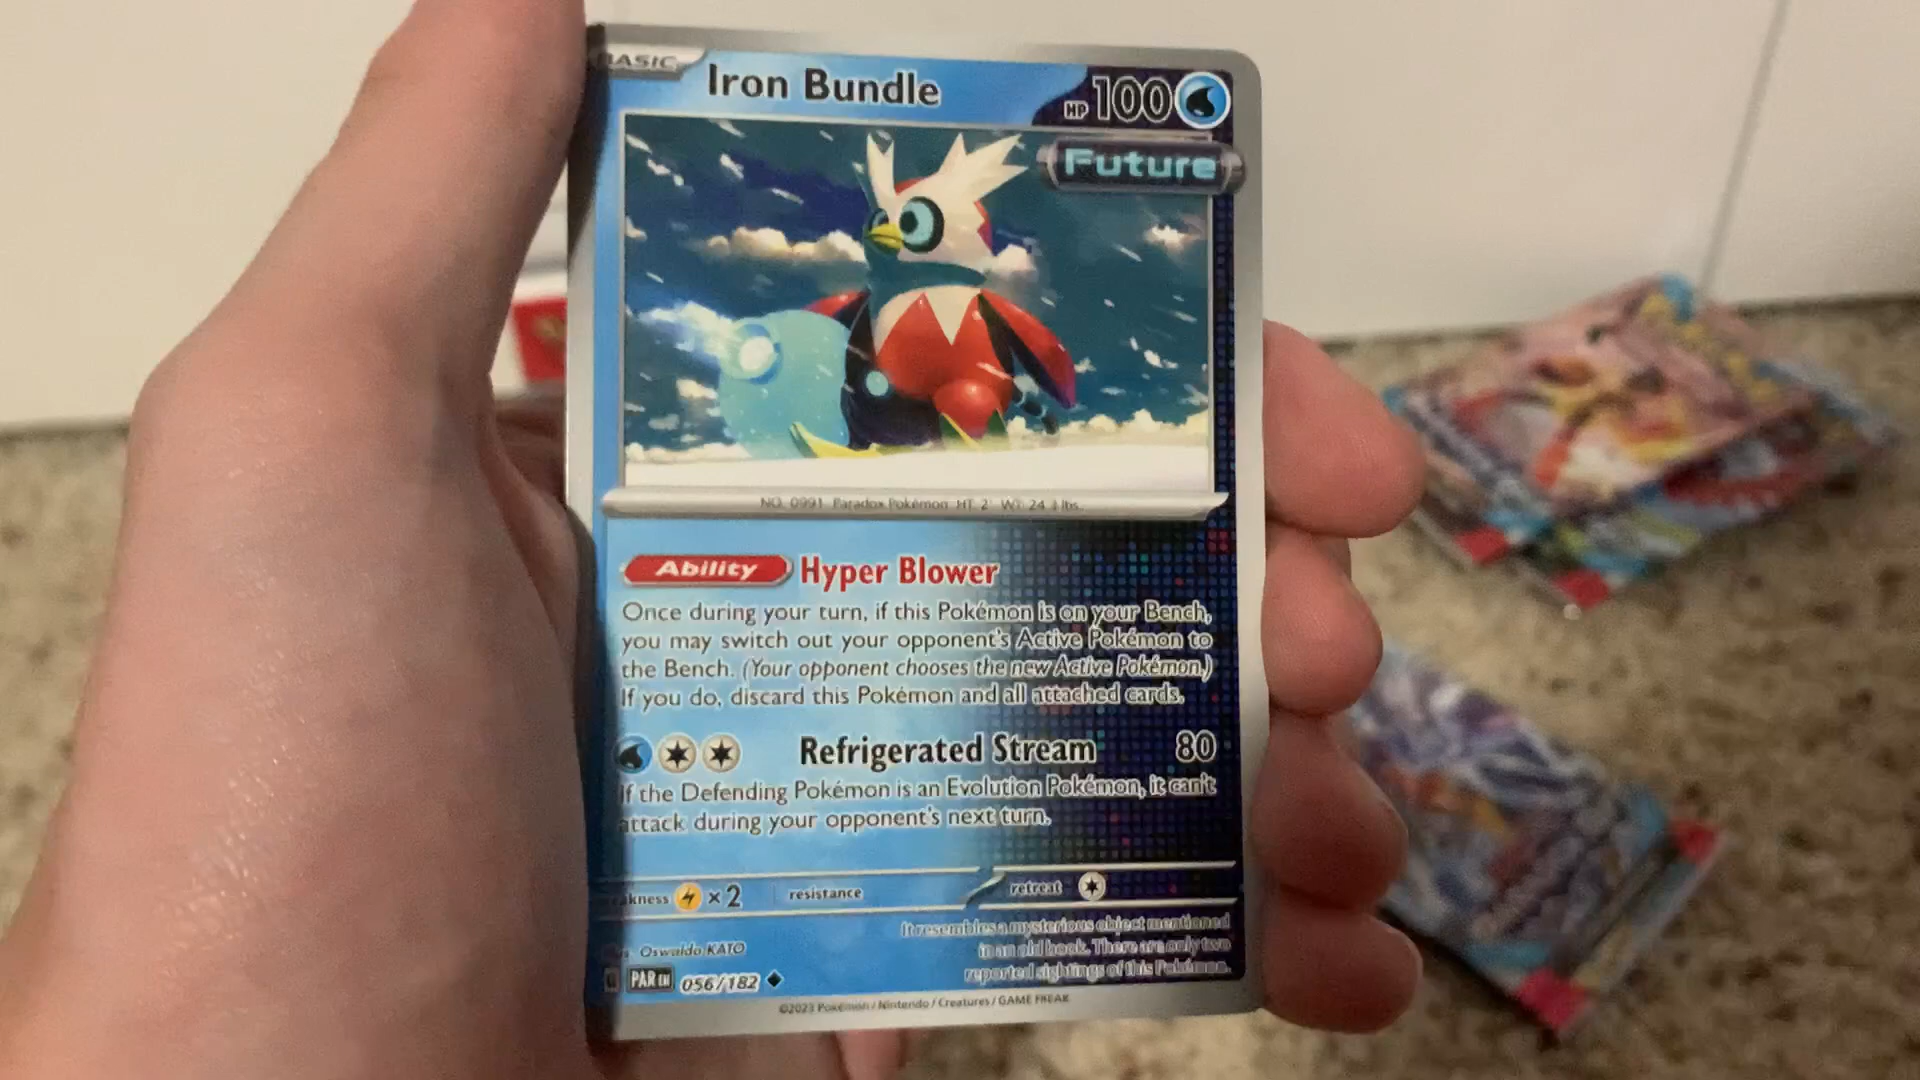 BASIC
Iron Bundle
HP 100
Future
NO. 0991 Paradox Pokémon HT: 2' WT: 24.3 lbs.
Ability Hyper Blower
Once during your turn, if this Pokémon is on your Bench,
you may switch out your opponent's Active Pokémon to
the Bench. (Your opponent chooses the new Active Pokémon.)
If you do, discard this Pokémon and all attached cards.
Refrigerated Stream 80
If the Defending Pokémon is an Evolution Pokémon, it can't
attack during your opponent's next turn.
akness ×2 resistance retreat
It resembles a mysterious object mentioned
in an old book. There are only two
reported sightings of this Pokémon.
Oswaldo KATO
PAR EN 056/182
©2023 Pokémon / Nintendo / Creatures / GAME FREAK